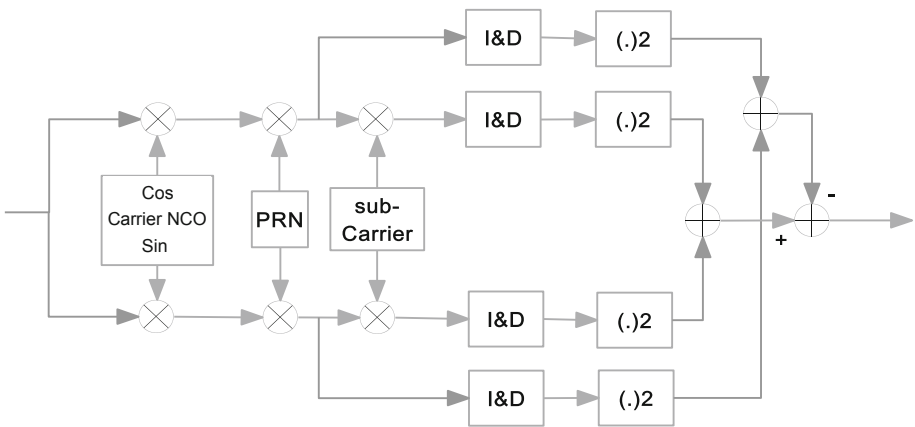 I&D
(.)2
I&D
(.)2
Cos
Carrier NCO
Sin
PRN
sub-
Carrier
-
+
I&D
(.)2
I&D
(.)2